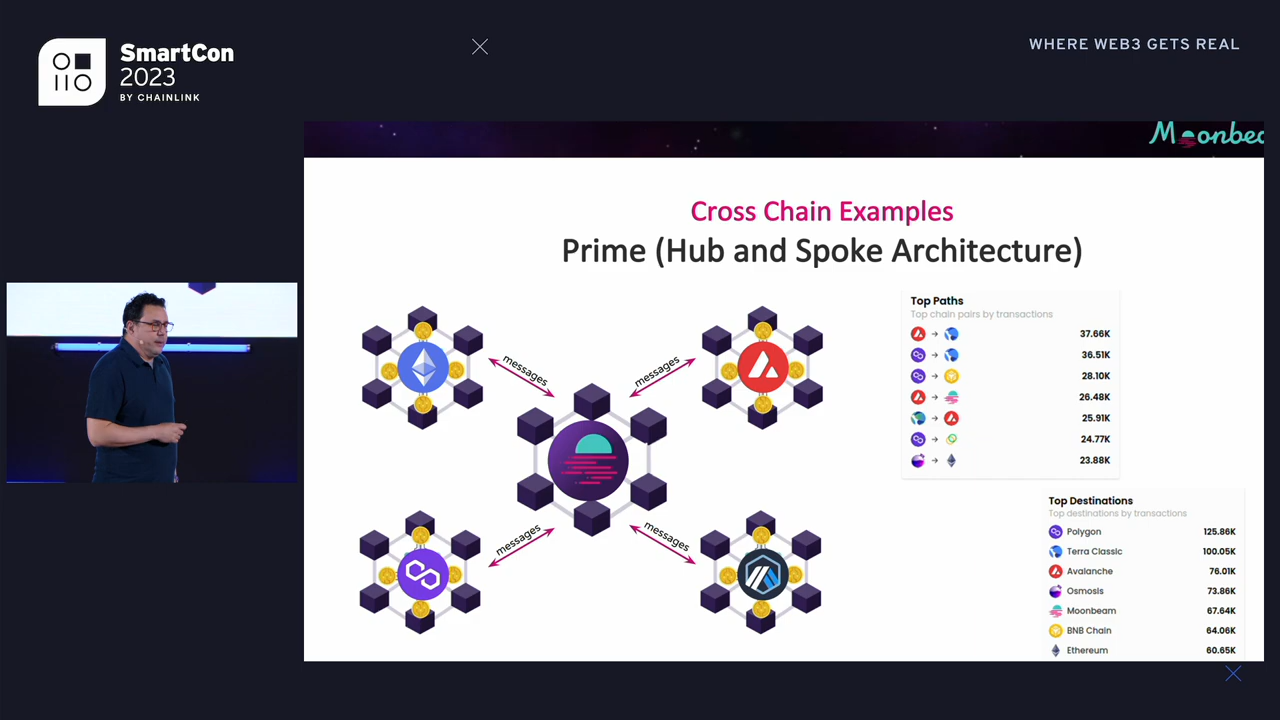 SmartCon
2023
BY CHAINLINK
WHERE WEB3 GETS REAL
Moonbea
Cross Chain Examples
Prime (Hub and Spoke Architecture)
messages
messages
messages
messages
Top Paths
Top chain pairs by transactions
37.66K
36.51K
28.10K
26.48K
25.91K
24.77K
23.88K
Top Destinations
Top destinations by transactions
Polygon 125.86K
Terra Classic 100.05K
Avalanche 76.01K
Osmosis 73.86K
Moonbeam 67.64K
BNB Chain 64.06K
Ethereum 60.65K